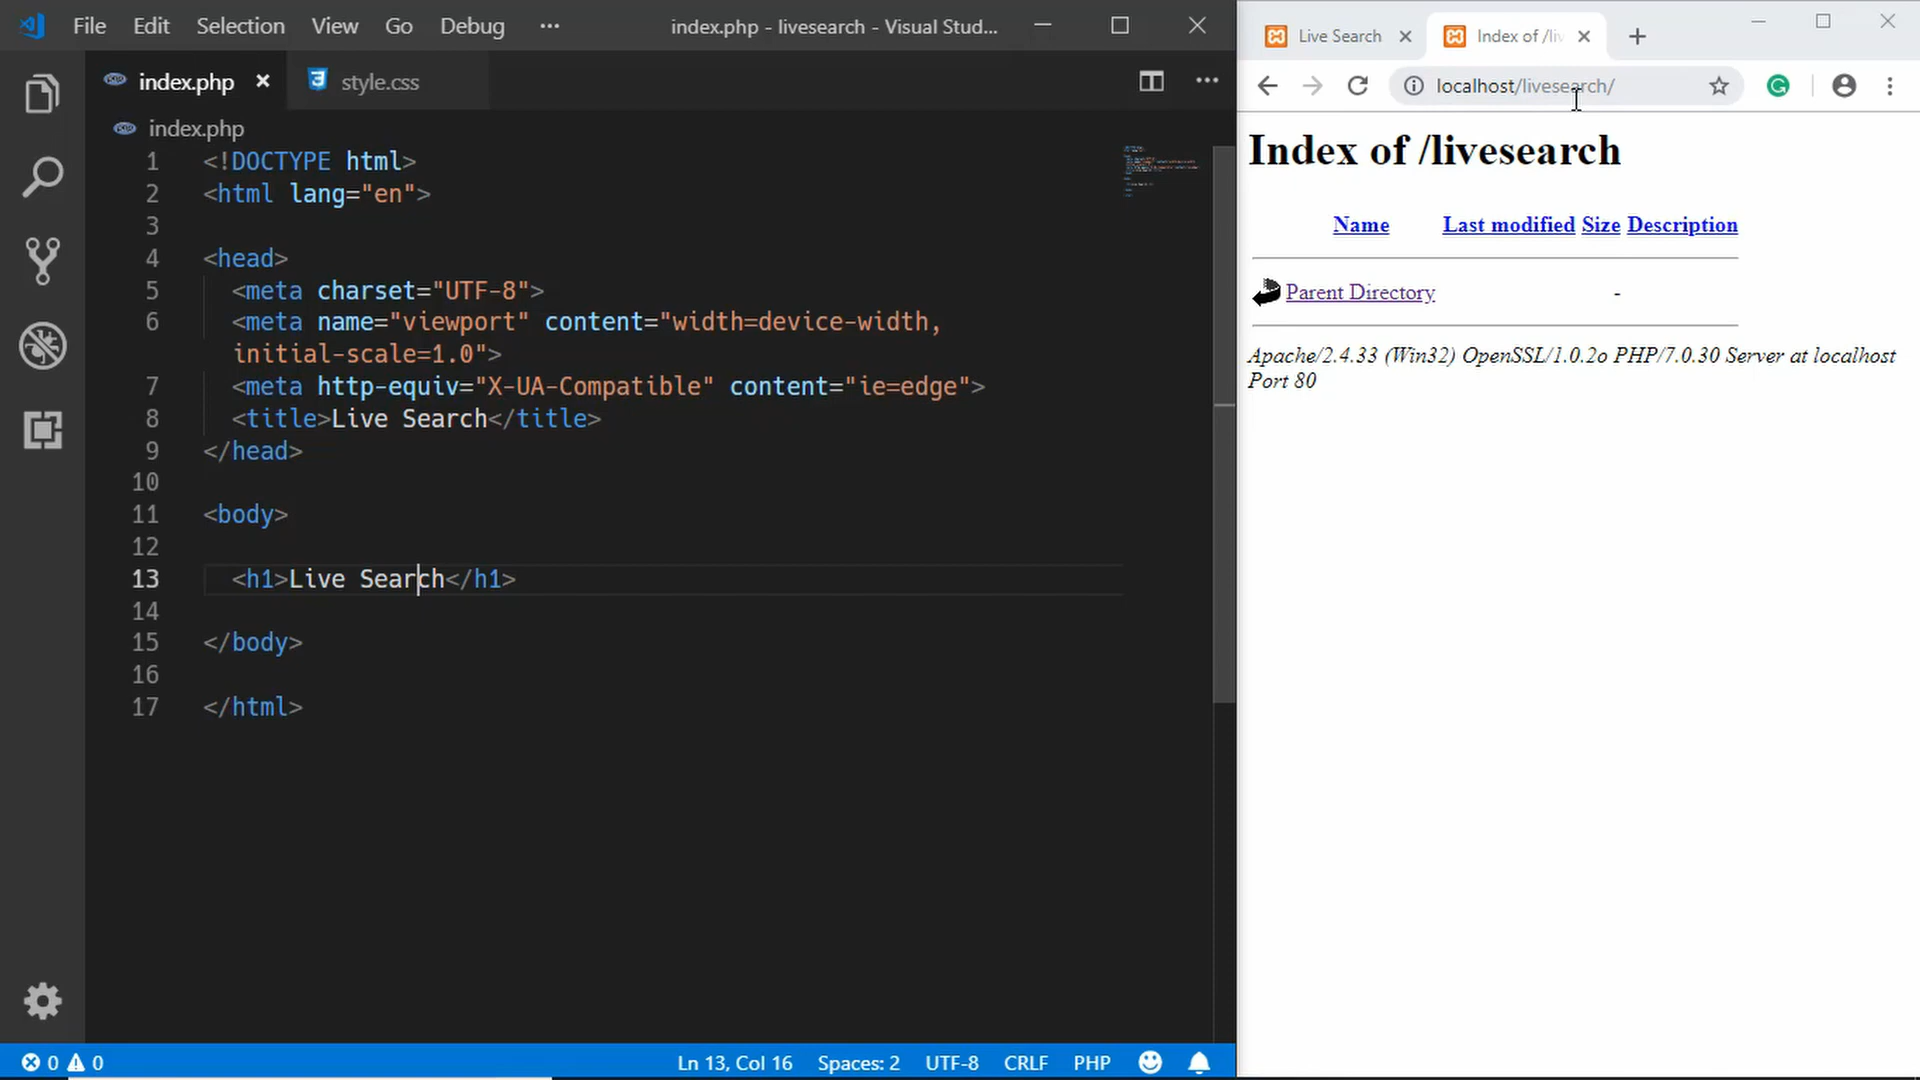 File Edit Selection View Go Debug ··· index.php - livesearch - Visual Stud...
index.php style.css
index.php
1 <!DOCTYPE html>
2 <html lang="en">
3
4 <head>
5 <meta charset="UTF-8">
6 <meta name="viewport" content="width=device-width,
initial-scale=1.0">
7 <meta http-equiv="X-UA-Compatible" content="ie=edge">
8 <title>Live Search</title>
9 </head>
10
11 <body>
12
13 <h1>Live Search</h1>
14
15 </body>
16
17 </html>
0 0 Ln 13, Col 16 Spaces: 2 UTF-8 CRLF PHP
Live Search Index of /liv
localhost/livesearch/
Index of /livesearch
Name Last modified Size Description
Parent Directory -
Apache/2.4.33 (Win32) OpenSSL/1.0.2o PHP/7.0.30 Server at localhost
Port 80